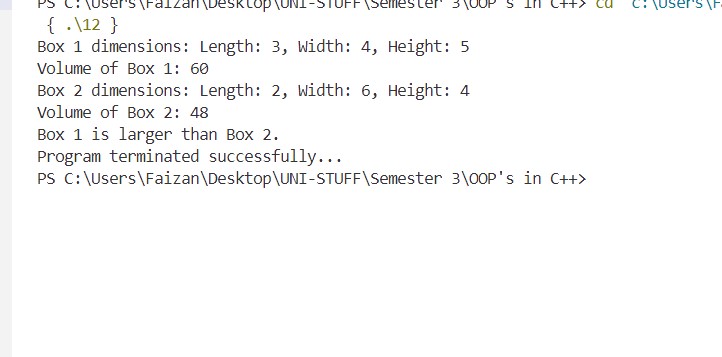 PS C:\Users\Faizan\Desktop\UNI-STUFF\Semester 3\OOP's in C++> cd "c:\Users\F
{ .\12 }
Box 1 dimensions: Length: 3, Width: 4, Height: 5
Volume of Box 1: 60
Box 2 dimensions: Length: 2, Width: 6, Height: 4
Volume of Box 2: 48
Box 1 is larger than Box 2.
Program terminated successfully...
PS C:\Users\Faizan\Desktop\UNI-STUFF\Semester 3\OOP's in C++>